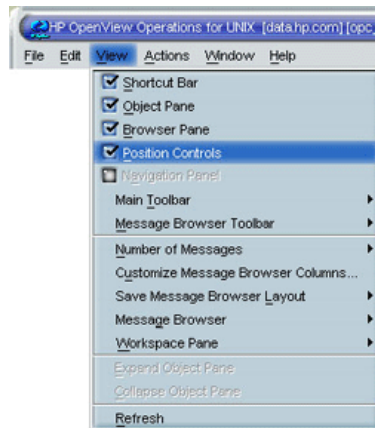 HP OpenView Operations for UNIX [data.hp.com] [opc_
File Edit View Actions Window Help
Shortcut Bar
Object Pane
Browser Pane
Position Controls
Navigation Panel
Main Toolbar
Message Browser Toolbar
Number of Messages
Customize Message Browser Columns...
Save Message Browser Layout
Message Browser
Workspace Pane
Expand Object Pane
Collapse Object Pane
Refresh